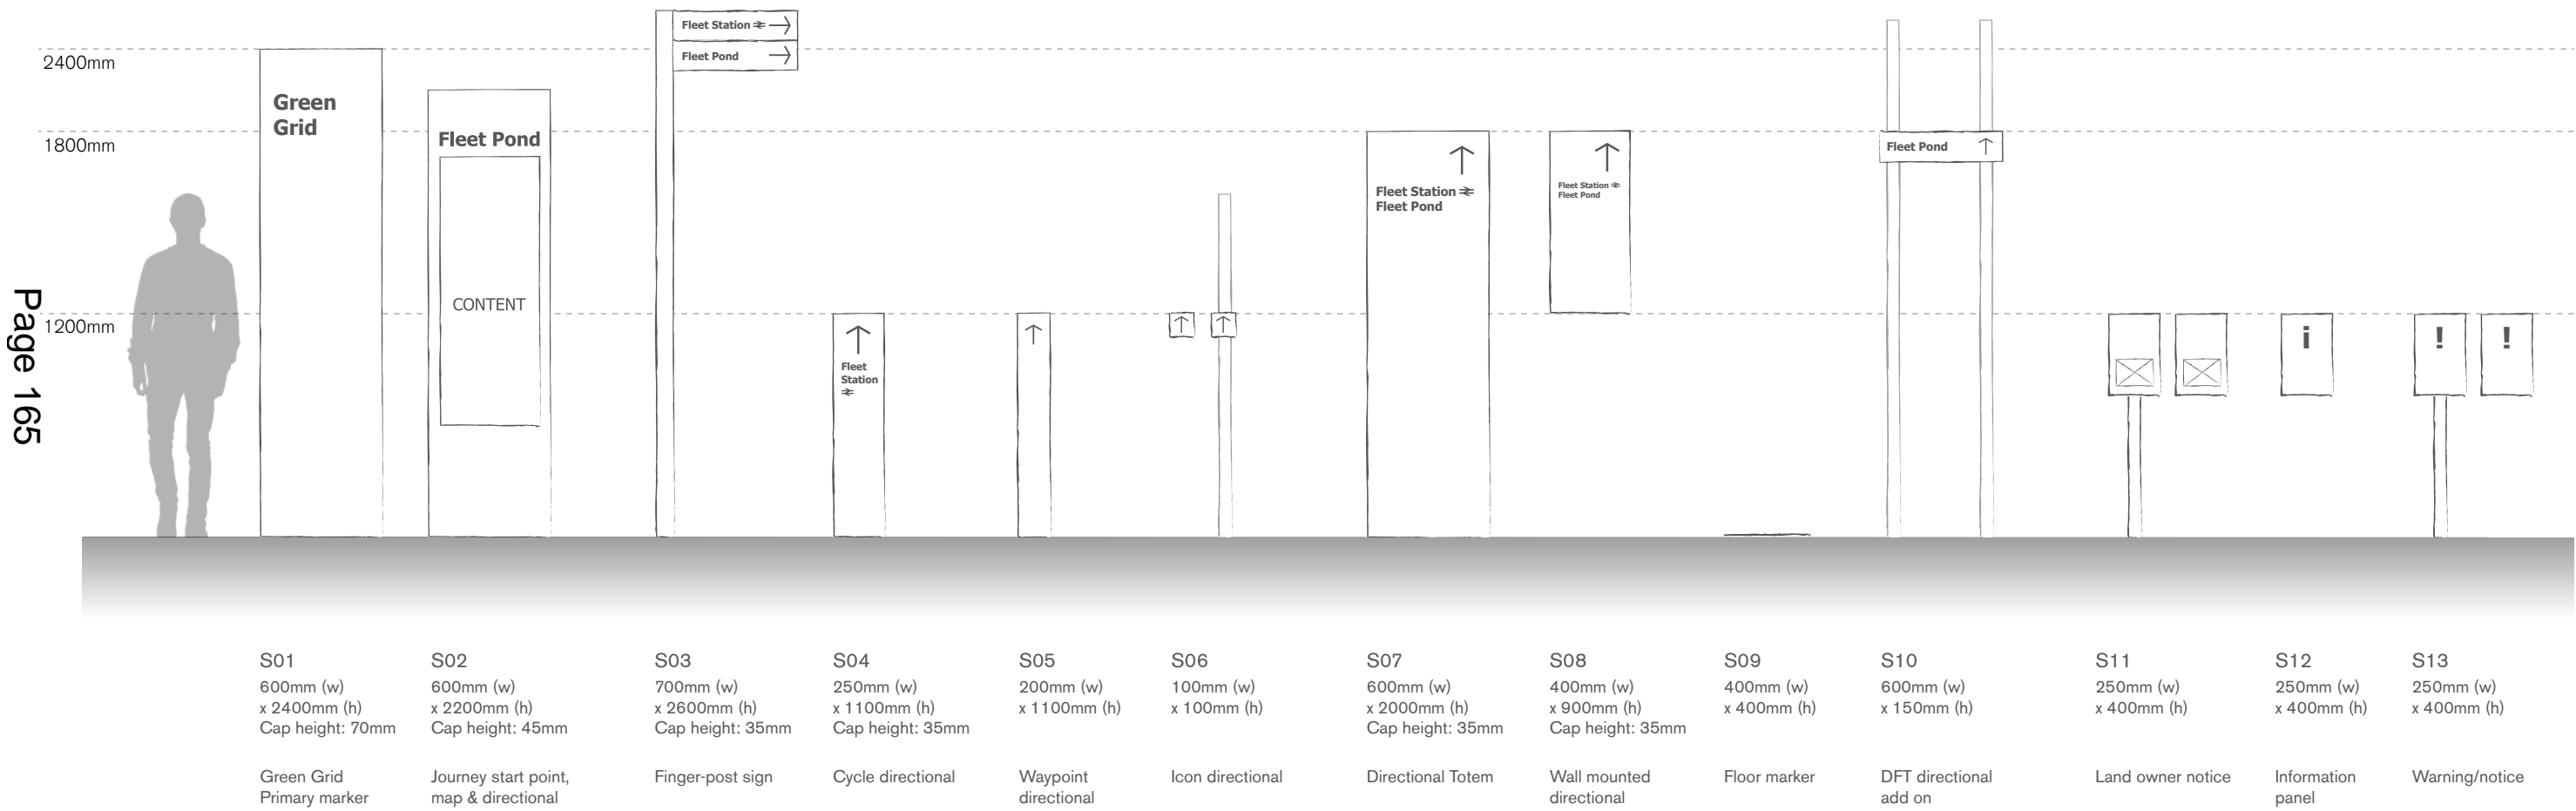 Page 165
2400mm
1800mm
1200mm
Green
Grid
Fleet Pond
CONTENT
Fleet Station
Fleet Pond
Fleet
Station
Fleet Station
Fleet Pond
Fleet Station
Fleet Pond
Fleet Pond
i
!
!
S01
600mm (w)
x 2400mm (h)
Cap height: 70mm
Green Grid
Primary marker
S02
600mm (w)
x 2200mm (h)
Cap height: 45mm
Journey start point,
map & directional
S03
700mm (w)
x 2600mm (h)
Cap height: 35mm
Finger-post sign
S04
250mm (w)
x 1100mm (h)
Cap height: 35mm
Cycle directional
S05
200mm (w)
x 1100mm (h)
Waypoint
directional
S06
100mm (w)
x 100mm (h)
Icon directional
S07
600mm (w)
x 2000mm (h)
Cap height: 35mm
Directional Totem
S08
400mm (w)
x 900mm (h)
Cap height: 35mm
Wall mounted
directional
S09
400mm (w)
x 400mm (h)
Floor marker
S10
600mm (w)
x 150mm (h)
DFT directional
add on
S11
250mm (w)
x 400mm (h)
Land owner notice
S12
250mm (w)
x 400mm (h)
Information
panel
S13
250mm (w)
x 400mm (h)
Warning/notice